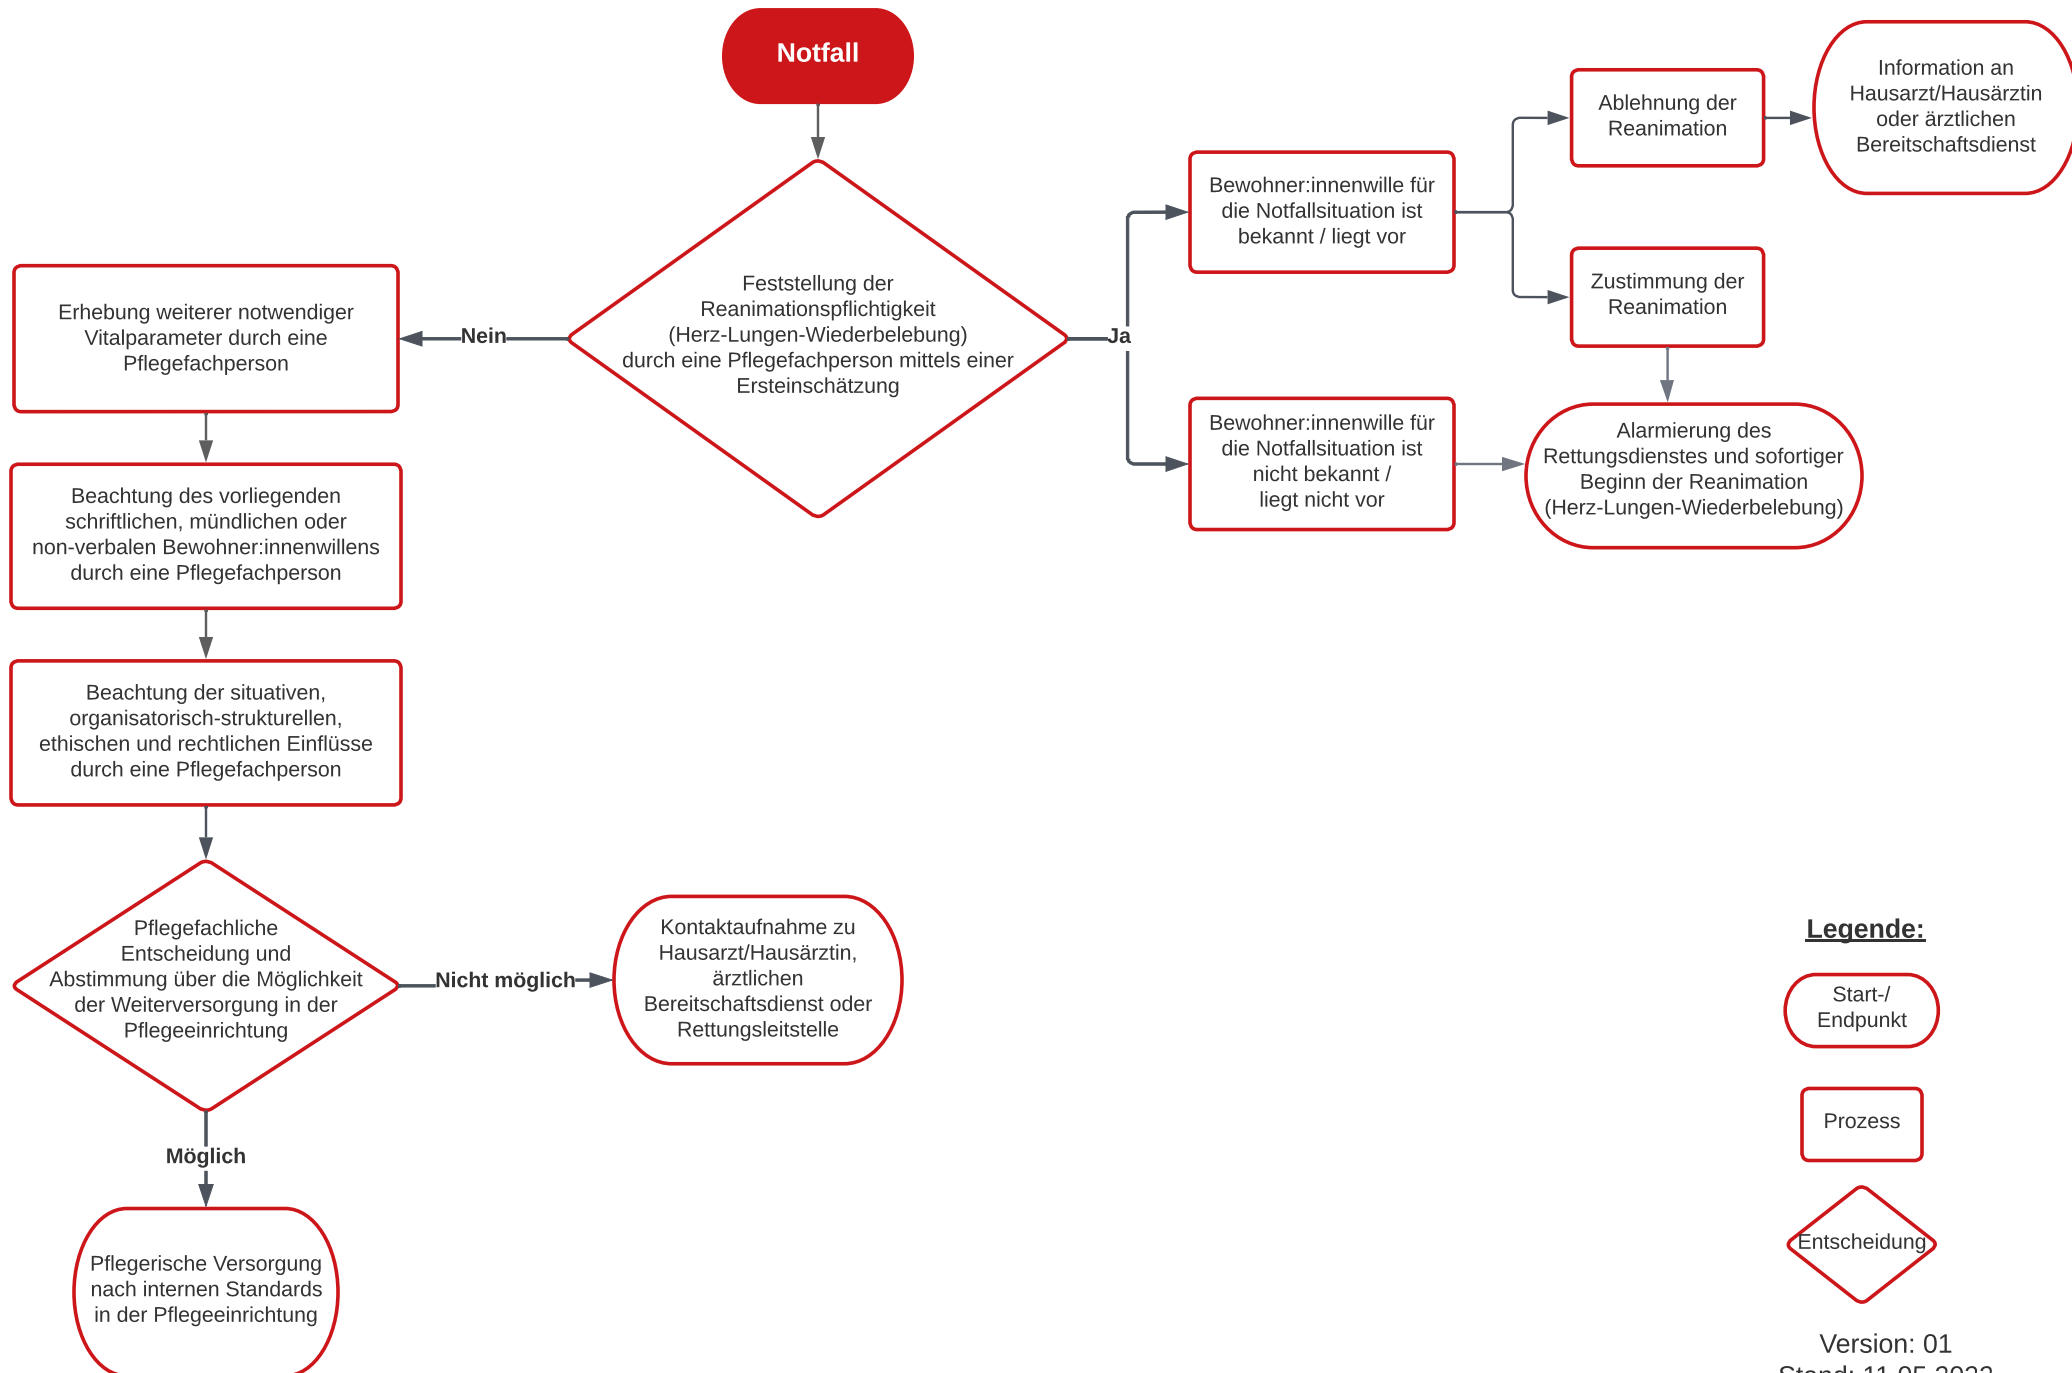 Notfall
Feststellung der
Reanimationspflichtigkeit
(Herz-Lungen-Wiederbelebung)
durch eine Pflegefachperson mittels einer
Ersteinschätzung
Ja
Bewohner:innenwille für
die Notfallsituation ist
bekannt / liegt vor
Ablehnung der
Reanimation
Information an
Hausarzt/Hausärztin
oder ärztlichen
Bereitschaftsdienst
Zustimmung der
Reanimation
Bewohner:innenwille für
die Notfallsituation ist
nicht bekannt /
liegt nicht vor
Alarmierung des
Rettungsdienstes und sofortiger
Beginn der Reanimation
(Herz-Lungen-Wiederbelebung)
Nein
Erhebung weiterer notwendiger
Vitalparameter durch eine
Pflegefachperson
Beachtung des vorliegenden
schriftlichen, mündlichen oder
non-verbalen Bewohner:innenwillens
durch eine Pflegefachperson
Beachtung der situativen,
organisatorisch-strukturellen,
ethischen und rechtlichen Einflüsse
durch eine Pflegefachperson
Pflegefachliche
Entscheidung und
Abstimmung über die Möglichkeit
der Weiterversorgung in der
Pflegeeinrichtung
Nicht möglich
Kontaktaufnahme zu
Hausarzt/Hausärztin,
ärztlichen
Bereitschaftsdienst oder
Rettungsleitstelle
Möglich
Pflegerische Versorgung
nach internen Standards
in der Pflegeeinrichtung
Legende:
Start-/
Endpunkt
Prozess
Entscheidung
Version: 01
Stand: